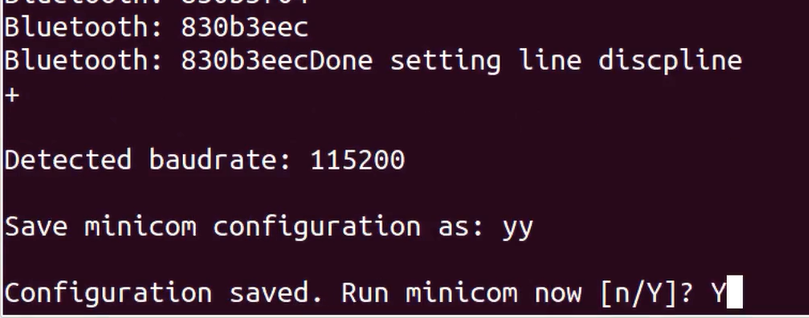 Bluetooth: 830b3f04
Bluetooth: 830b3eec
Bluetooth: 830b3eecDone setting line discpline
+
Detected baudrate: 115200
Save minicom configuration as: yy
Configuration saved. Run minicom now [n/Y]? Y